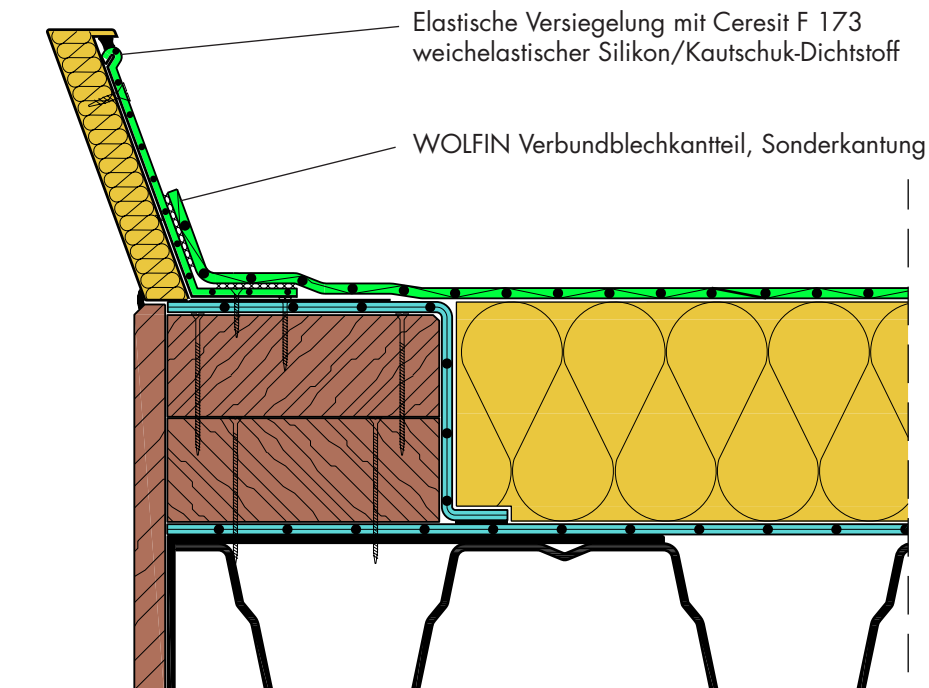 Elastische Versiegelung mit Ceresit F 173
weichelastischer Silikon/Kautschuk-Dichtstoff
WOLFIN Verbundblechkantteil, Sonderkantung